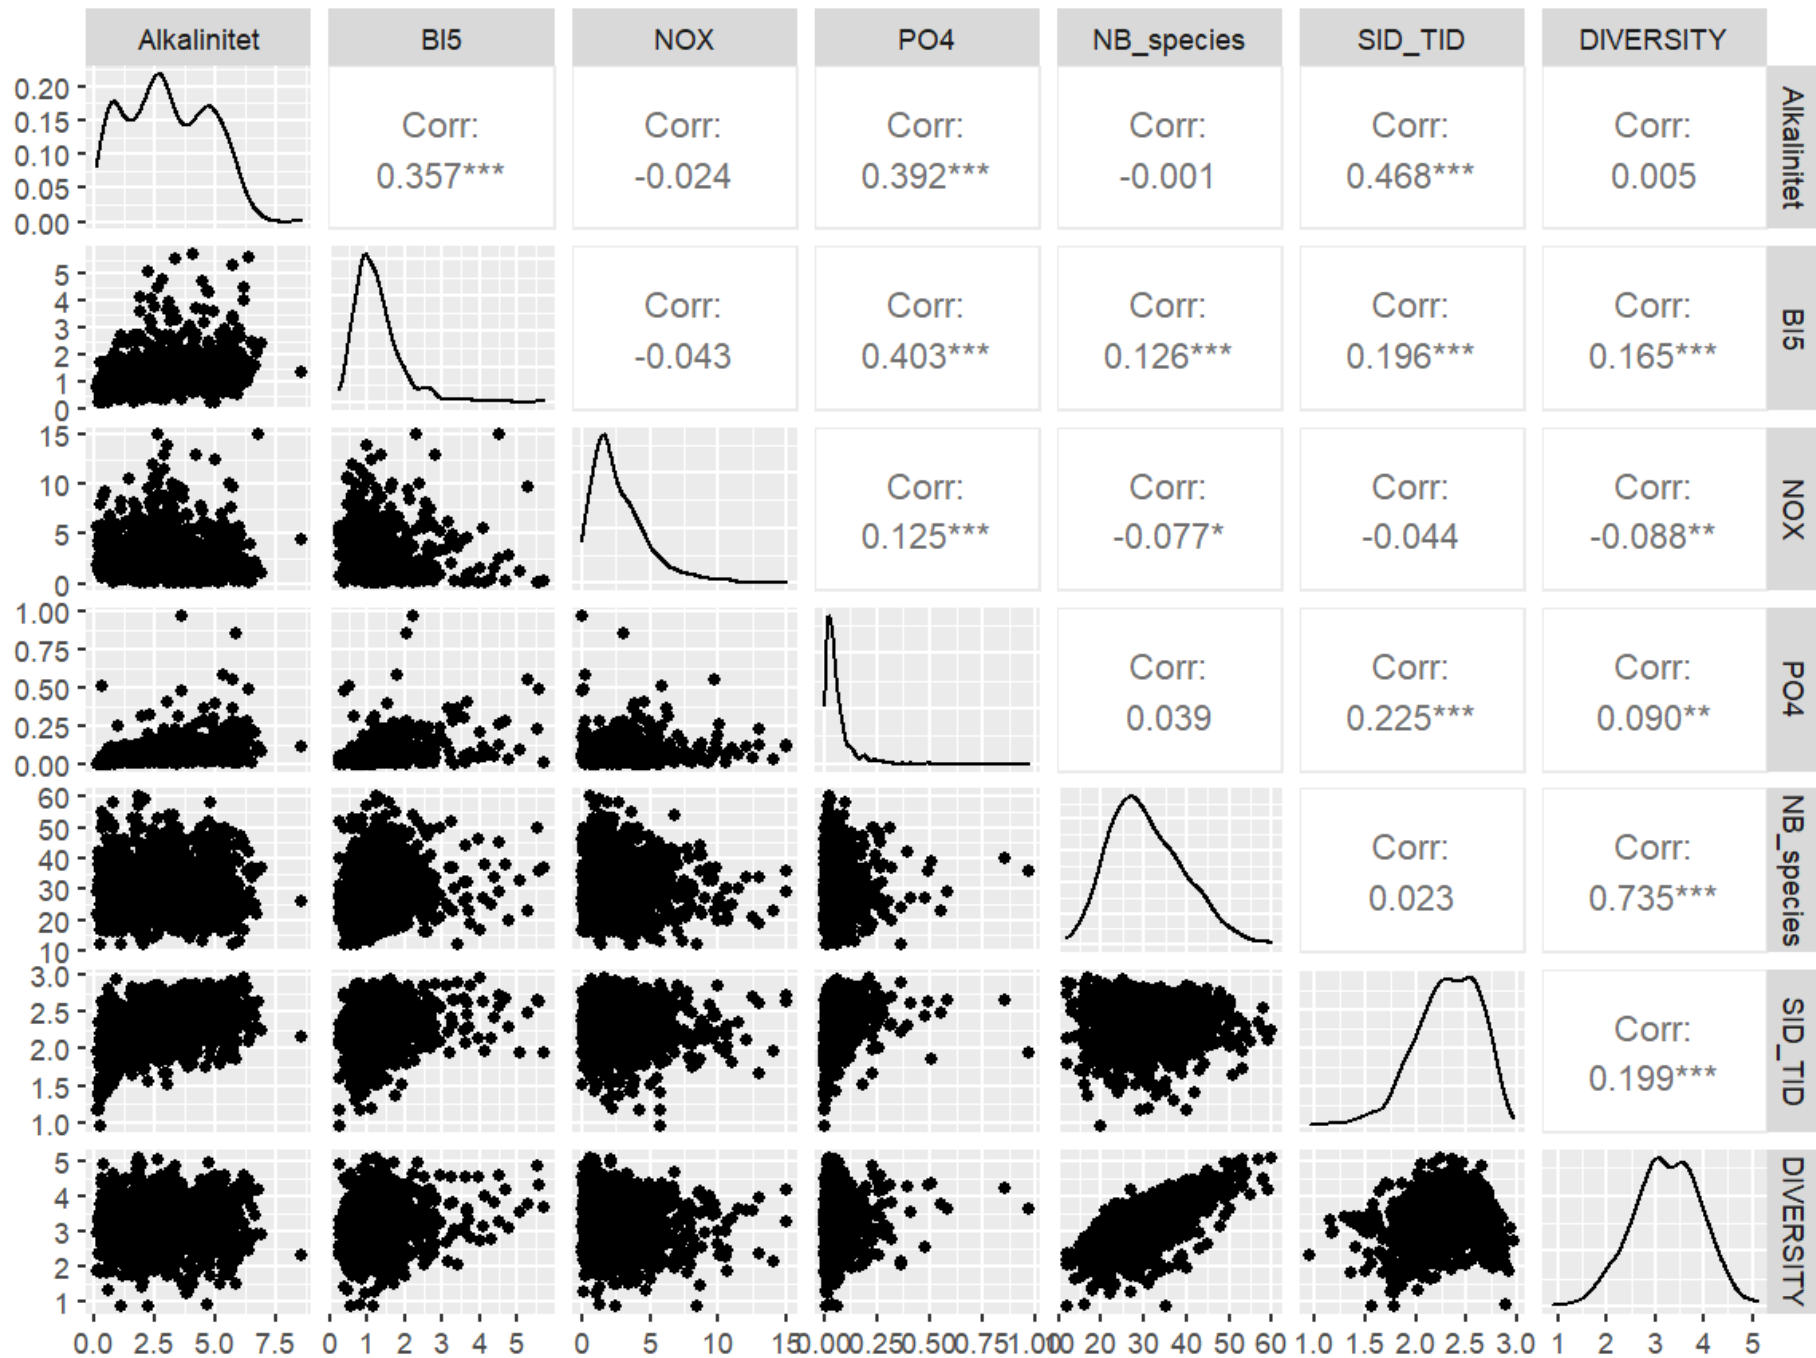 Alkalinitet BI5 NOX PO4 NB_species SID_TID DIVERSITY
0.20
0.15
0.10
0.05
0.00
Corr:
0.357***
Corr:
-0.024
Corr:
0.392***
Corr:
-0.001
Corr:
0.468***
Corr:
0.005
Alkalinitet
5
4
3
2
1
0
Corr:
-0.043
Corr:
0.403***
Corr:
0.126***
Corr:
0.196***
Corr:
0.165***
BI5
15
10
5
0
Corr:
0.125***
Corr:
-0.077*
Corr:
-0.044
Corr:
-0.088**
NOX
1.00
0.75
0.50
0.25
0.00
Corr:
0.039
Corr:
0.225***
Corr:
0.090**
PO4
60
50
40
30
20
10
Corr:
0.023
Corr:
0.735***
NB_species
3.0
2.5
2.0
1.5
1.0
Corr:
0.199***
SID_TID
5
4
3
2
1
DIVERSITY
0.0 2.5 5.0 7.5 0 1 2 3 4 5 0 5 10 15 0.00 0.25 0.50 0.75 1.00 10 20 30 40 50 60 1.0 1.5 2.0 2.5 3.0 1 2 3 4 5